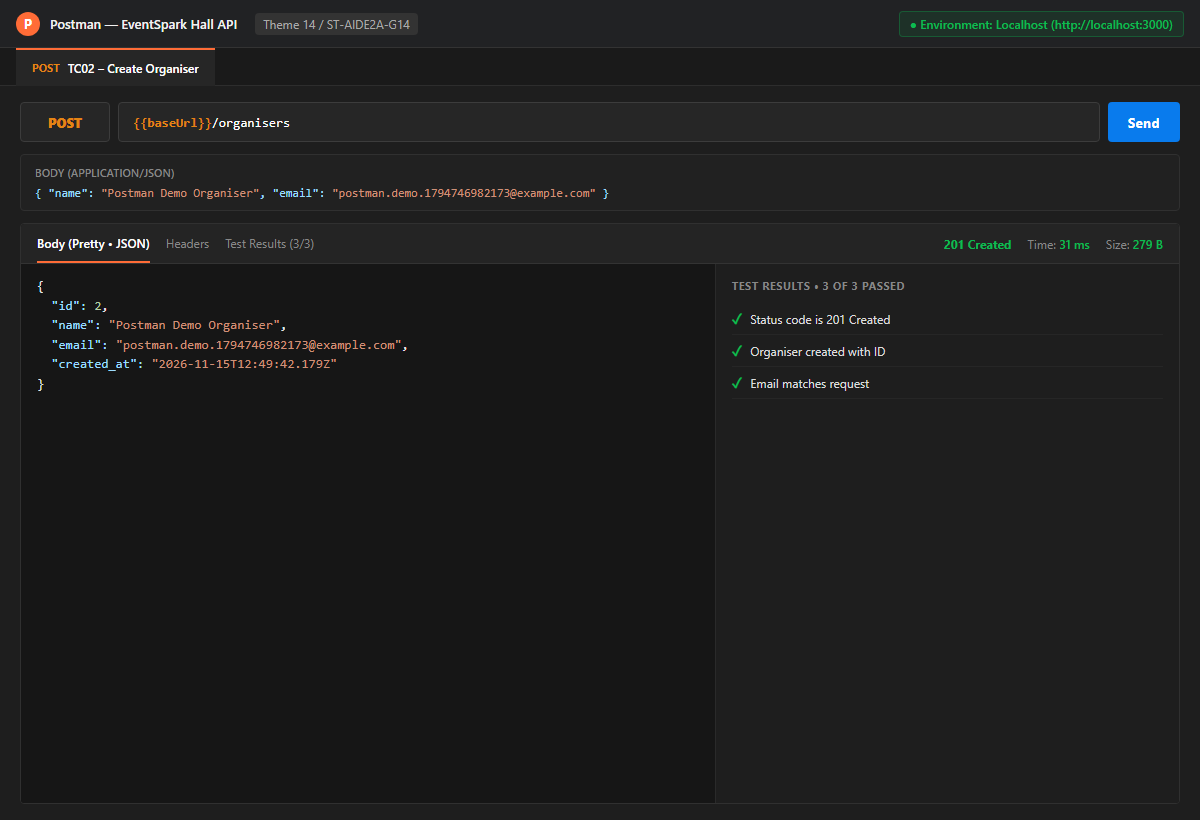 P Postman — EventSpark Hall API Theme 14 / ST-AIDE2A-G14 ● Environment: Localhost (http://localhost:3000)
POST TC02 – Create Organiser
POST {{baseUrl}}/organisers Send
BODY (APPLICATION/JSON)
{ "name": "Postman Demo Organiser", "email": "postman.demo.1794746982173@example.com" }
Body (Pretty • JSON) Headers Test Results (3/3) 201 Created Time: 31 ms Size: 279 B
{
"id": 2,
"name": "Postman Demo Organiser",
"email": "postman.demo.1794746982173@example.com",
"created_at": "2026-11-15T12:49:42.179Z"
}
TEST RESULTS • 3 OF 3 PASSED
✓ Status code is 201 Created
✓ Organiser created with ID
✓ Email matches request